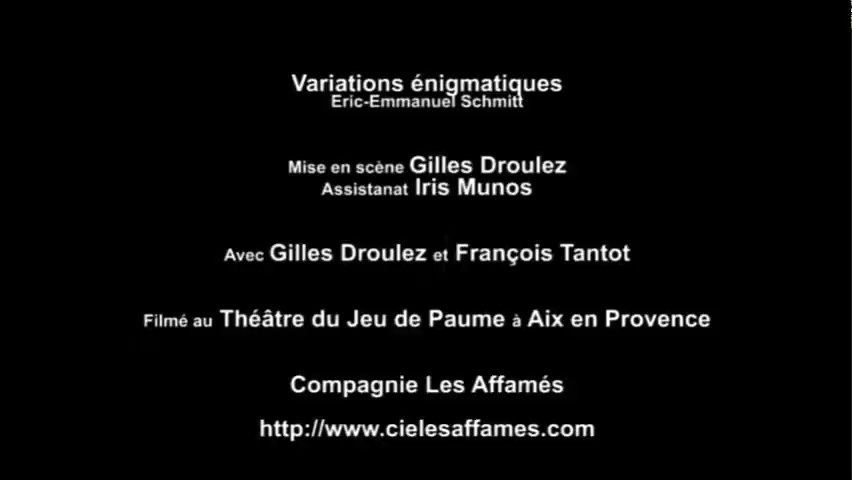 Variations énigmatiques
Eric-Emmanuel Schmitt
Mise en scène Gilles Droulez
Assistanat Iris Munos
Avec Gilles Droulez et François Tantot
Filmé au Théâtre du Jeu de Paume à Aix en Provence
Compagnie Les Affamés
http://www.cielesaffames.com